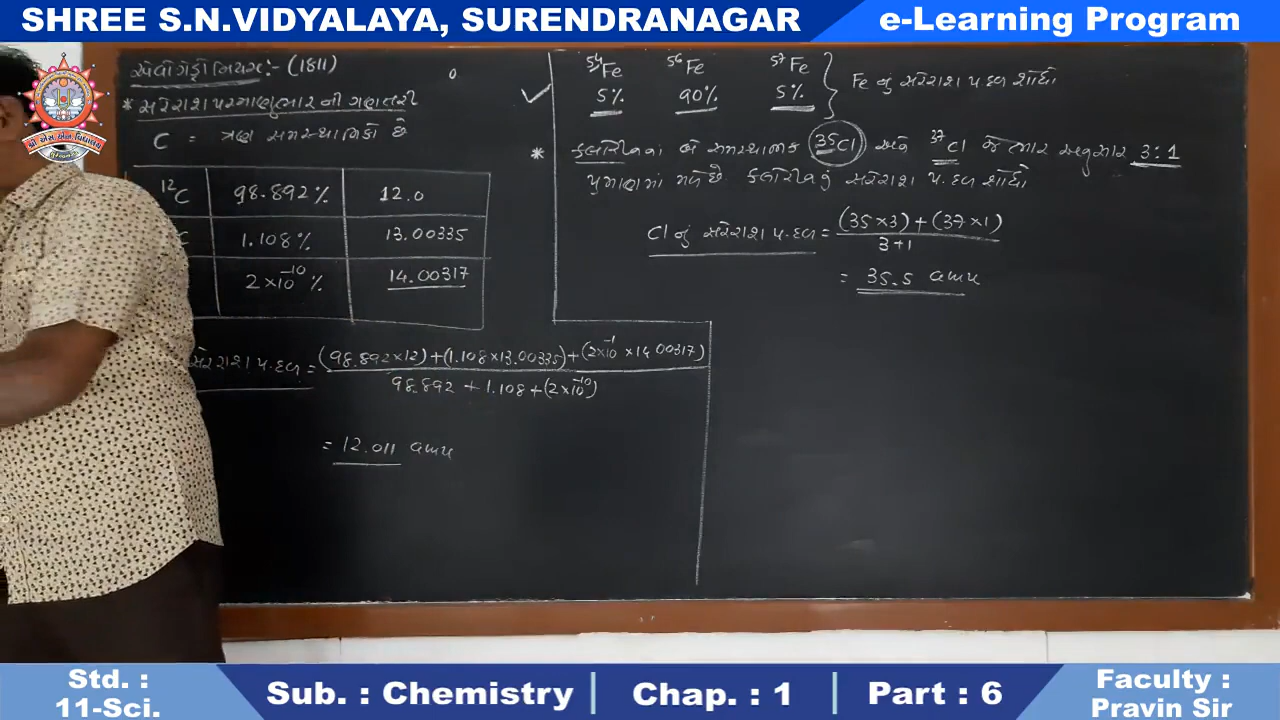 SHREE S.N.VIDYALAYA, SURENDRANAGAR
e-Learning Program
એવોગેડ્રો નિયમ:- (1811)
* સરેરાશ પરમાણુભાર ની ગણતરી
C = ત્રણ સમસ્થાનિકો છે
¹²C 98.892% 12.0
C 1.108% 13.00335
2×10⁻¹⁰ % 14.00317
સરેરાશ પ.દળ = (98.892×12)+(1.108×13.00335)+(2×10⁻¹ ×14.00317)
98.892 + 1.108+(2×10⁻¹⁰)
= 12.011 amu
⁵⁴Fe ⁵⁶Fe ⁵⁷Fe
5% 90% 5%
Fe નું સરેરાશ પ દળ શોધો
* ક્લોરીનના બે સમસ્થાનિક ³⁵Cl અને ³⁷Cl જે ભાર અનુસાર 3:1
પ્રમાણમાં મળે છે. ક્લોરીનનું સરેરાશ પ.દળ શોધો
Cl નું સરેરાશ પ.દળ = (35×3)+(37×1)
3+1
= 35.5 amu
Std. :
11-Sci.
Sub. : Chemistry
Chap. : 1
Part : 6
Faculty :
Pravin Sir